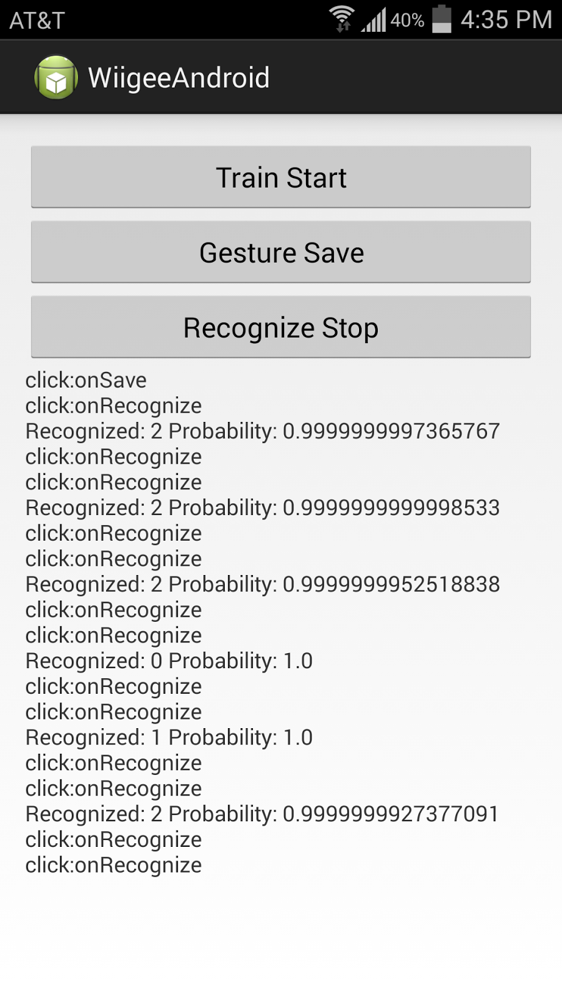 AT&T 40% 4:35 PM
WiigeeAndroid
Train Start
Gesture Save
Recognize Stop
click:onSave
click:onRecognize
Recognized: 2 Probability: 0.9999999997365767
click:onRecognize
click:onRecognize
Recognized: 2 Probability: 0.9999999999998533
click:onRecognize
click:onRecognize
Recognized: 2 Probability: 0.9999999952518838
click:onRecognize
click:onRecognize
Recognized: 0 Probability: 1.0
click:onRecognize
click:onRecognize
Recognized: 1 Probability: 1.0
click:onRecognize
click:onRecognize
Recognized: 2 Probability: 0.9999999927377091
click:onRecognize
click:onRecognize